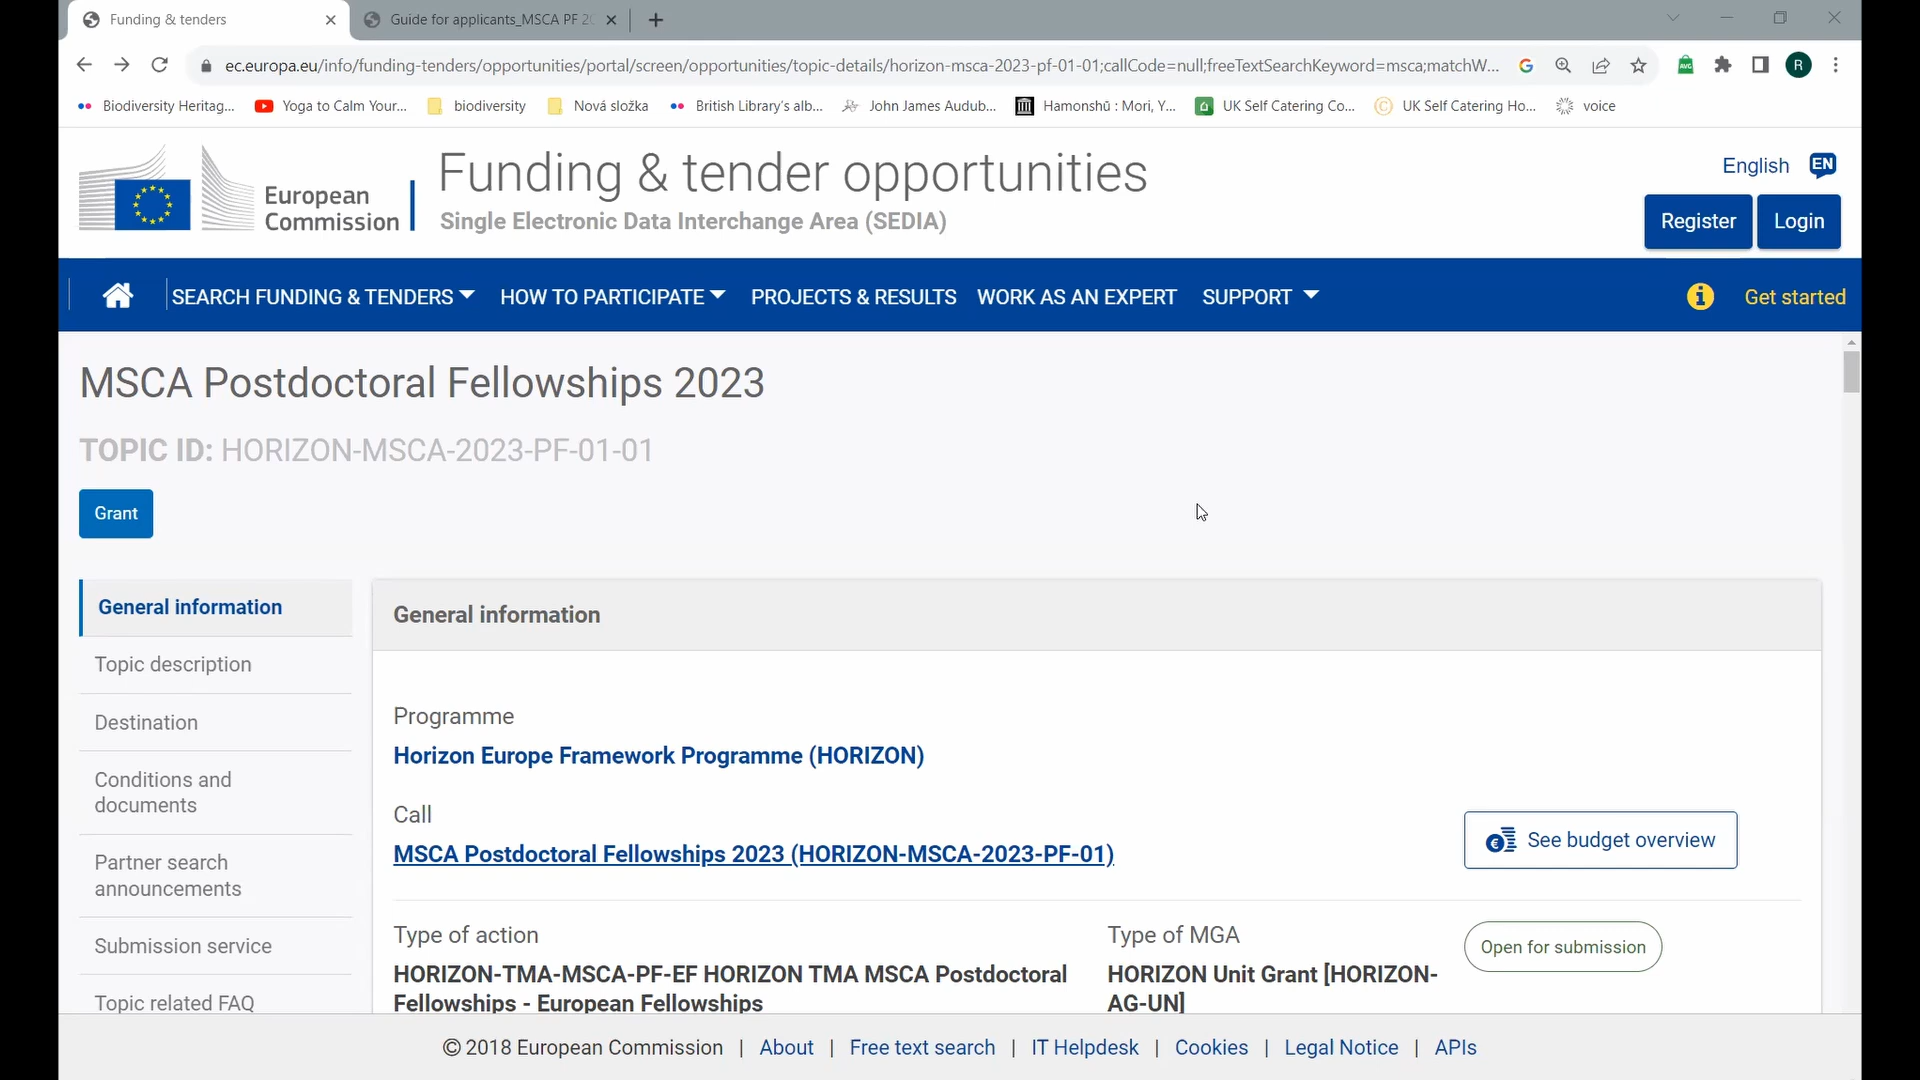 Funding & tenders
Guide for applicants_MSCA PF 20
ec.europa.eu/info/funding-tenders/opportunities/portal/screen/opportunities/topic-details/horizon-msca-2023-pf-01-01;callCode=null;freeTextSearchKeyword=msca;matchW...
R
Biodiversity Heritag... Yoga to Calm Your... biodiversity Nová složka British Library's alb... John James Audub... Hamonshū : Mori, Y... UK Self Catering Co... UK Self Catering Ho... voice
European
Commission
Funding & tender opportunities
Single Electronic Data Interchange Area (SEDIA)
English EN
Register Login
SEARCH FUNDING & TENDERS HOW TO PARTICIPATE PROJECTS & RESULTS WORK AS AN EXPERT SUPPORT Get started
MSCA Postdoctoral Fellowships 2023
TOPIC ID: HORIZON-MSCA-2023-PF-01-01
Grant
General information
Topic description
Destination
Conditions and
documents
Partner search
announcements
Submission service
Topic related FAQ
General information
Programme
Horizon Europe Framework Programme (HORIZON)
Call
MSCA Postdoctoral Fellowships 2023 (HORIZON-MSCA-2023-PF-01)
See budget overview
Type of action
HORIZON-TMA-MSCA-PF-EF HORIZON TMA MSCA Postdoctoral
Fellowships - European Fellowships
Type of MGA
HORIZON Unit Grant [HORIZON-
AG-UN]
Open for submission
© 2018 European Commission | About | Free text search | IT Helpdesk | Cookies | Legal Notice | APIs